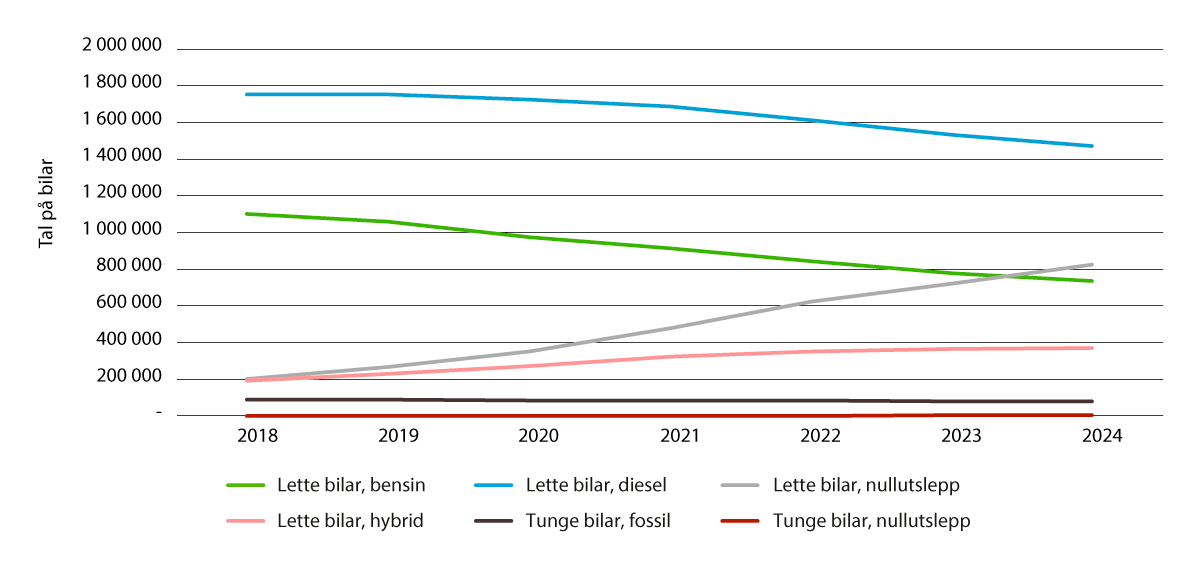 2 000 000
1 800 000
1 600 000
1 400 000
1 200 000
1 000 000
800 000
600 000
400 000
200 000
-
Tal på bilar
2018 2019 2020 2021 2022 2023 2024
Lette bilar, bensin Lette bilar, diesel Lette bilar, nullutslepp
Lette bilar, hybrid Tunge bilar, fossil Tunge bilar, nullutslepp